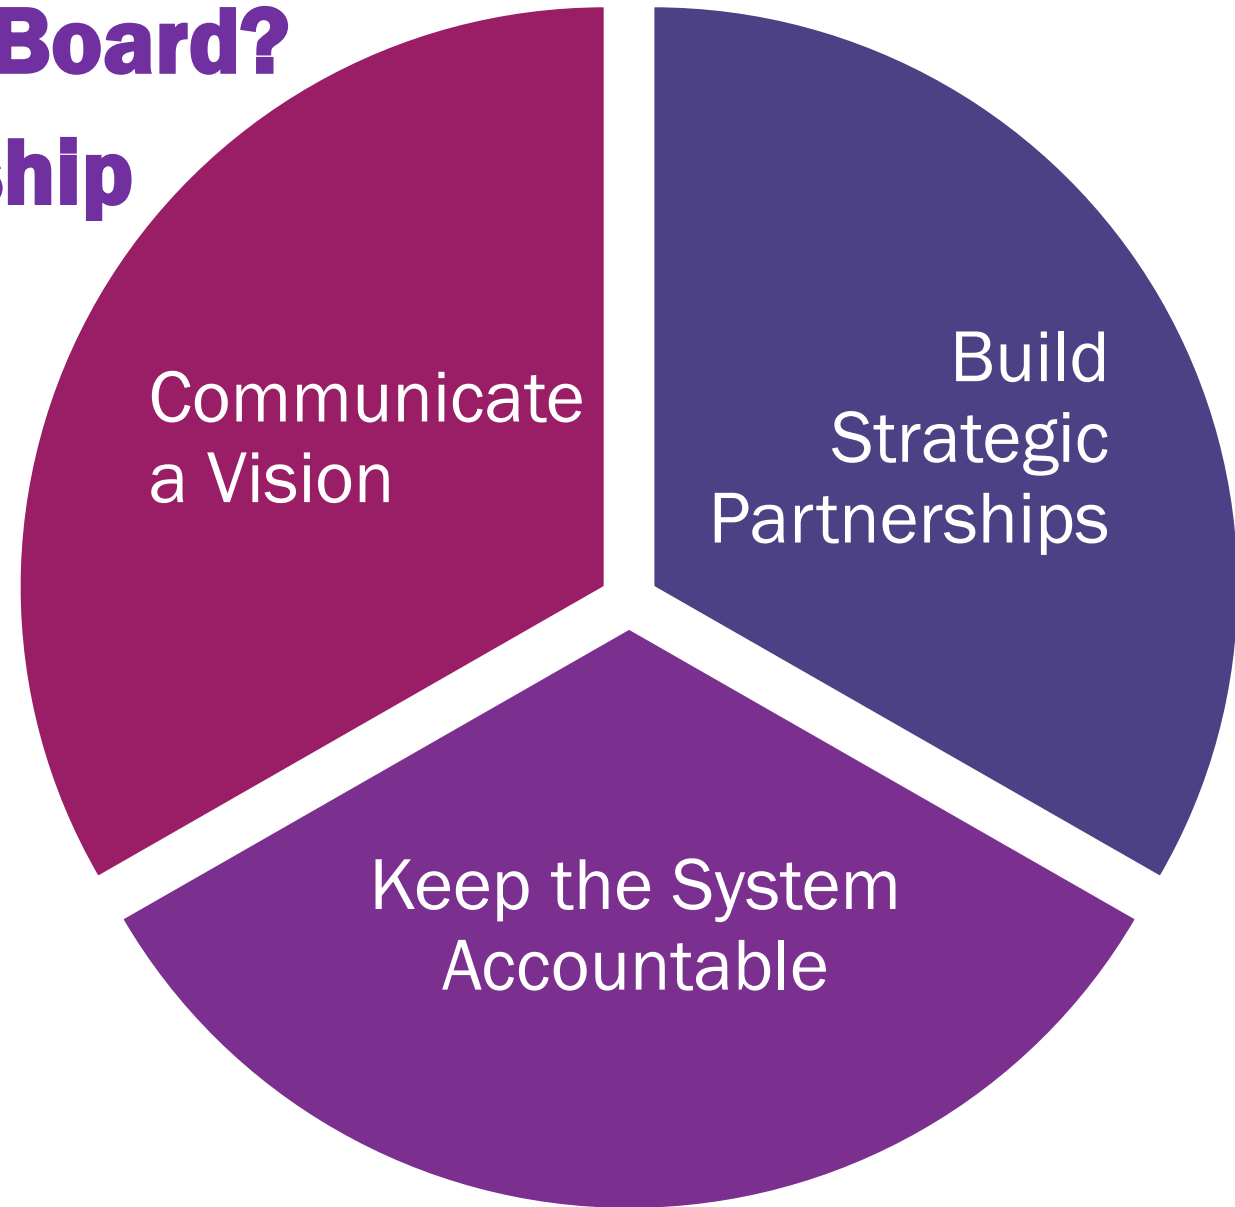 Board?
ship
Communicate
a Vision
Build
Strategic
Partnerships
Keep the System
Accountable